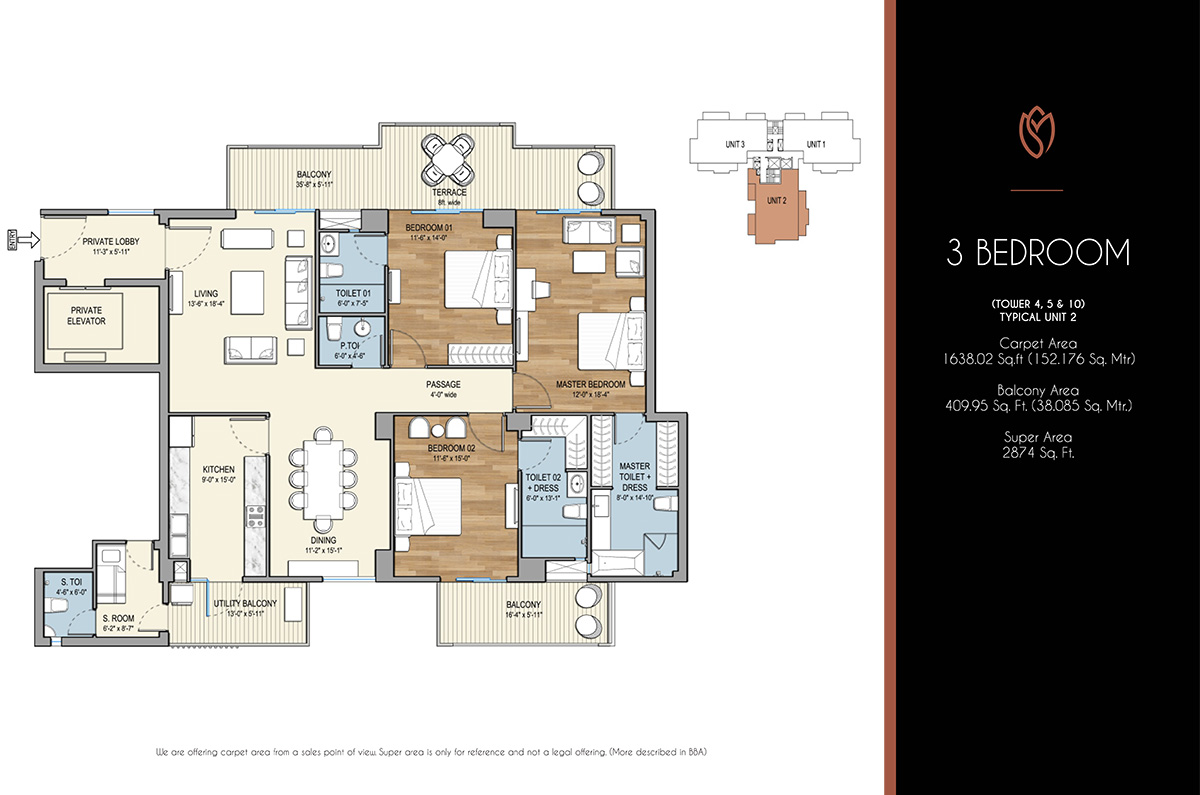 BALCONY
35'-8" x 5'-11"
TERRACE
8ft. wide
ENTRY
PRIVATE LOBBY
11'-3" x 5'-11"
PRIVATE
ELEVATOR
LIVING
13'-6" x 18'-4"
TOILET 01
6'-0" x 7'-5"
P.TOI
6'-0" x 4'-6"
BEDROOM 01
11'-6" x 14'-0"
MASTER BEDROOM
12'-0" x 18'-4"
PASSAGE
4'-0" wide
KITCHEN
9'-0" x 15'-0"
DINING
11'-2" x 15'-1"
BEDROOM 02
11'-6" x 15'-0"
TOILET 02
+ DRESS
6'-0" x 13'-1"
MASTER
TOILET +
DRESS
8'-0" x 14'-10"
S. TOI
4'-6" x 6'-0"
S. ROOM
6'-2" x 8'-7"
UTILITY BALCONY
13'-0" x 5'-11"
BALCONY
16'-4" x 5'-11"
UNIT 3
UNIT 1
UNIT 2
3 BEDROOM
(TOWER 4, 5 & 10)
TYPICAL UNIT 2
Carpet Area
1638.02 Sq.ft (152.176 Sq. Mtr)
Balcony Area
409.95 Sq. Ft. (38.085 Sq. Mtr.)
Super Area
2874 Sq. Ft.
We are offering carpet area from a sales point of view. Super area is only for reference and not a legal offering. (More described in BBA)